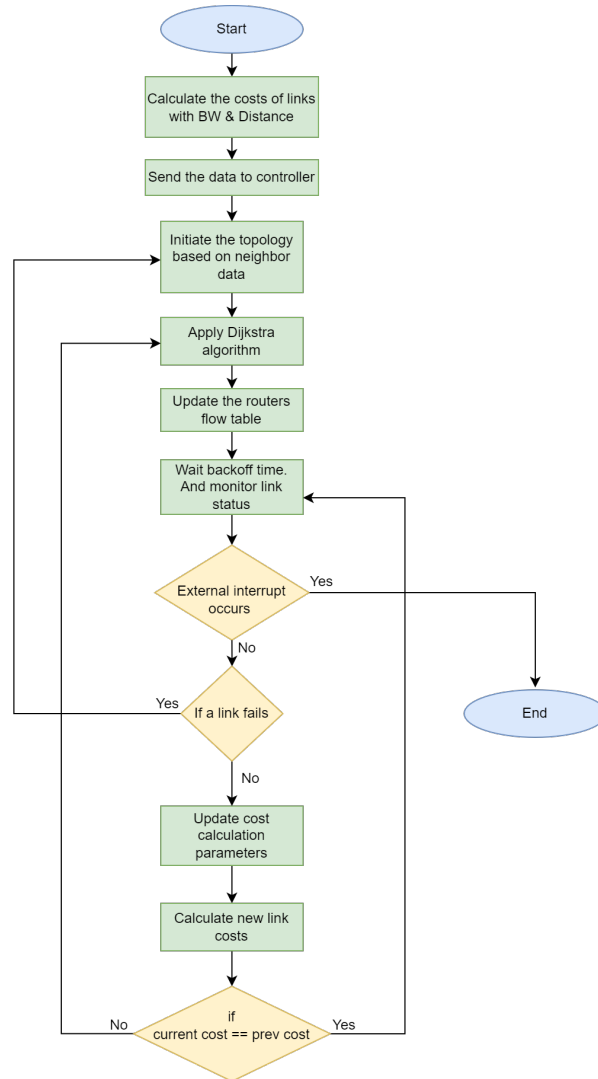 Start
Calculate the costs of links
with BW & Distance
Send the data to controller
Initiate the topology
based on neighbor
data
Apply Dijkstra
algorithm
Update the routers
flow table
Wait backoff time.
And monitor link
status
External interrupt
occurs
Yes
No
If a link fails
Yes
No
End
Update cost
calculation
parameters
Calculate new link
costs
if
current cost == prev cost
No
Yes